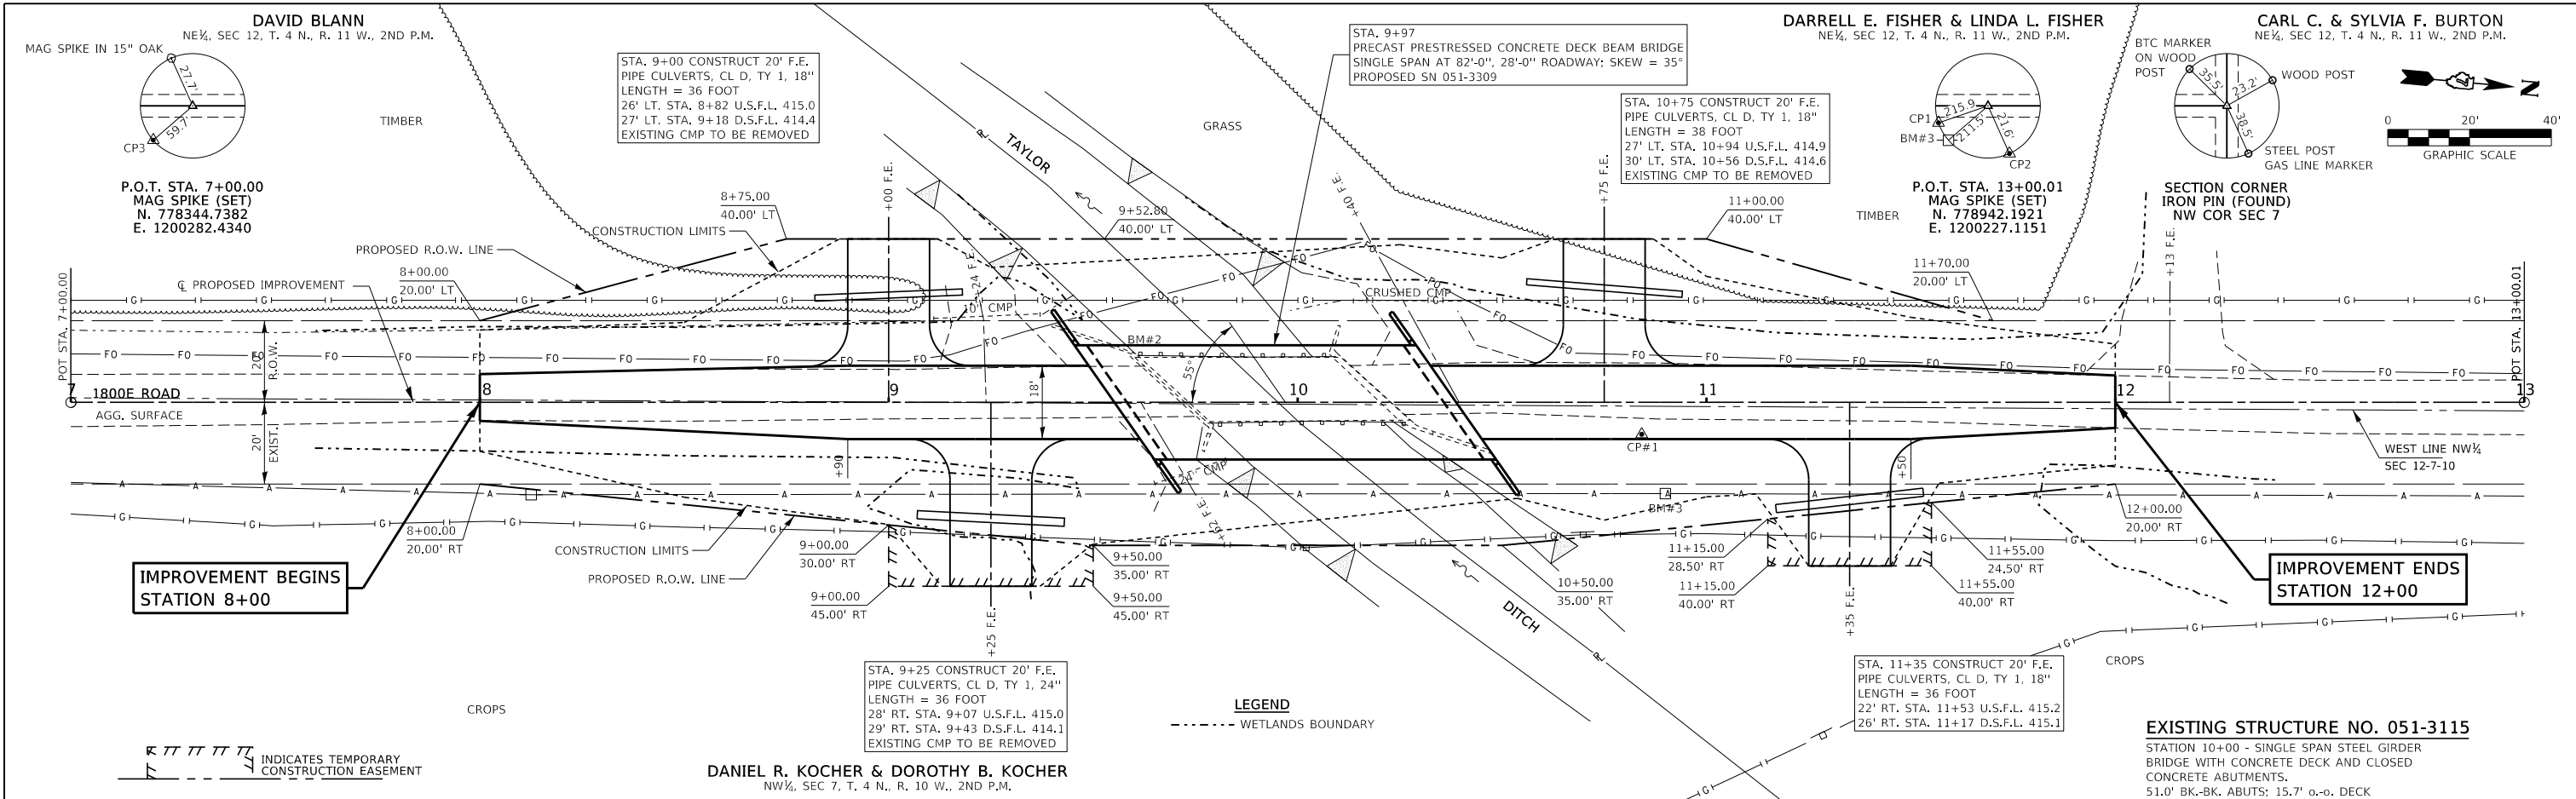 DAVID BLANN
NE¼, SEC 12, T. 4 N., R. 11 W., 2ND P.M.
MAG SPIKE IN 15" OAK
27.7'
59.7'
CP3
P.O.T. STA. 7+00.00
MAG SPIKE (SET)
N. 778344.7382
E. 1200282.4340
TIMBER
STA. 9+00 CONSTRUCT 20' F.E.
PIPE CULVERTS, CL D, TY 1, 18"
LENGTH = 36 FOOT
26' LT. STA. 8+82 U.S.F.L. 415.0
27' LT. STA. 9+18 D.S.F.L. 414.4
EXISTING CMP TO BE REMOVED
STA. 9+97
PRECAST PRESTRESSED CONCRETE DECK BEAM BRIDGE
SINGLE SPAN AT 82'-0", 28'-0" ROADWAY; SKEW = 35°
PROPOSED SN 051-3309
GRASS
STA. 10+75 CONSTRUCT 20' F.E.
PIPE CULVERTS, CL D, TY 1, 18"
LENGTH = 38 FOOT
27' LT. STA. 10+94 U.S.F.L. 414.9
30' LT. STA. 10+56 D.S.F.L. 414.6
EXISTING CMP TO BE REMOVED
DARRELL E. FISHER & LINDA L. FISHER
NE¼, SEC 12, T. 4 N., R. 11 W., 2ND P.M.
215.9
211.5'
21.6'
CP1
BM#3
CP2
P.O.T. STA. 13+00.01
MAG SPIKE (SET)
N. 778942.1921
E. 1200227.1151
TIMBER
CARL C. & SYLVIA F. BURTON
NE¼, SEC 12, T. 4 N., R. 11 W., 2ND P.M.
BTC MARKER
ON WOOD
POST
35.5'
23.2'
38.5'
WOOD POST
STEEL POST
GAS LINE MARKER
SECTION CORNER
IRON PIN (FOUND)
NW COR SEC 7
N
0 20' 40'
GRAPHIC SCALE
TAYLOR
+00 F.E.
+40 F.E.
+75 F.E.
+13 F.E.
8+75.00
40.00' LT
CONSTRUCTION LIMITS
PROPOSED R.O.W. LINE
8+00.00
20.00' LT
℄ PROPOSED IMPROVEMENT
9+52.80
40.00' LT
11+00.00
40.00' LT
11+70.00
20.00' LT
POT STA. 7+00.00
POT STA. 13+00.01
CRUSHED CMP
CMP
BM#2
55°
20'
R.O.W.
20'
EXIST.
18'
7
1800E ROAD
AGG. SURFACE
8
9
10
11
12
13
+90
+50
CP#1
WEST LINE NW¼
SEC 12-7-10
24" CMP
+62 F.E.
BM#3
8+00.00
20.00' RT
CONSTRUCTION LIMITS
PROPOSED R.O.W. LINE
9+00.00
30.00' RT
9+00.00
45.00' RT
+25 F.E.
9+50.00
35.00' RT
9+50.00
45.00' RT
10+50.00
35.00' RT
DITCH
11+15.00
28.50' RT
11+15.00
40.00' RT
+35 F.E.
11+55.00
24.50' RT
11+55.00
40.00' RT
12+00.00
20.00' RT
IMPROVEMENT BEGINS
STATION 8+00
IMPROVEMENT ENDS
STATION 12+00
CROPS
STA. 9+25 CONSTRUCT 20' F.E.
PIPE CULVERTS, CL D, TY 1, 24"
LENGTH = 36 FOOT
28' RT. STA. 9+07 U.S.F.L. 415.0
29' RT. STA. 9+43 D.S.F.L. 414.1
EXISTING CMP TO BE REMOVED
LEGEND
WETLANDS BOUNDARY
STA. 11+35 CONSTRUCT 20' F.E.
PIPE CULVERTS, CL D, TY 1, 18"
LENGTH = 36 FOOT
22' RT. STA. 11+53 U.S.F.L. 415.2
26' RT. STA. 11+17 D.S.F.L. 415.1
CROPS
INDICATES TEMPORARY
CONSTRUCTION EASEMENT
DANIEL R. KOCHER & DOROTHY B. KOCHER
NW¼, SEC 7, T. 4 N., R. 10 W., 2ND P.M.
EXISTING STRUCTURE NO. 051-3115
STATION 10+00 - SINGLE SPAN STEEL GIRDER
BRIDGE WITH CONCRETE DECK AND CLOSED
CONCRETE ABUTMENTS.
51.0' BK.-BK. ABUTS; 15.7' o.-o. DECK